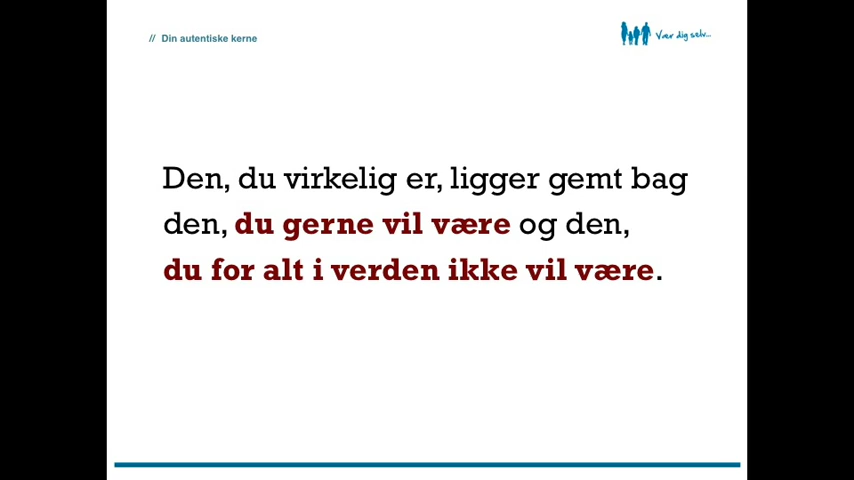 // Din autentiske kerne
Vær dig selv...
Den, du virkelig er, ligger gemt bag
den, du gerne vil være og den,
du for alt i verden ikke vil være.